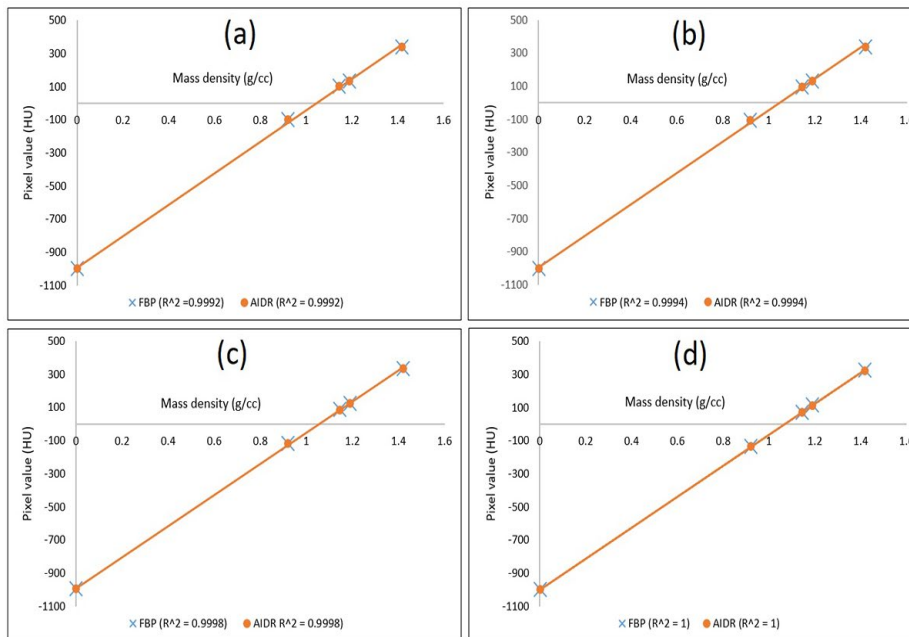 (a)
500
300
100
-100
-300
-500
-700
-900
-1100
Pixel value (HU)
Mass density (g/cc)
0 0.2 0.4 0.6 0.8 1 1.2 1.4 1.6
FBP (R^2 =0.9992) AIDR (R^2 = 0.9992)
(b)
500
300
100
-100
-300
-500
-700
-900
-1100
Pixel value (HU)
Mass density (g/cc)
0 0.2 0.4 0.6 0.8 1 1.2 1.4 1.6
FBP (R^2 = 0.9994) AIDR (R^2 = 0.9994)
(c)
500
300
100
-100
-300
-500
-700
-900
-1100
Pixel value (HU)
Mass density (g/cc)
0 0.2 0.4 0.6 0.8 1 1.2 1.4 1.6
FBP (R^2 = 0.9998) AIDR R^2 = 0.9998)
(d)
500
300
100
-100
-300
-500
-700
-900
-1100
Pixel value (HU)
Mass density (g/cc)
0 0.2 0.4 0.6 0.8 1 1.2 1.4 1.6
FBP (R^2 = 1) AIDR (R^2 = 1)